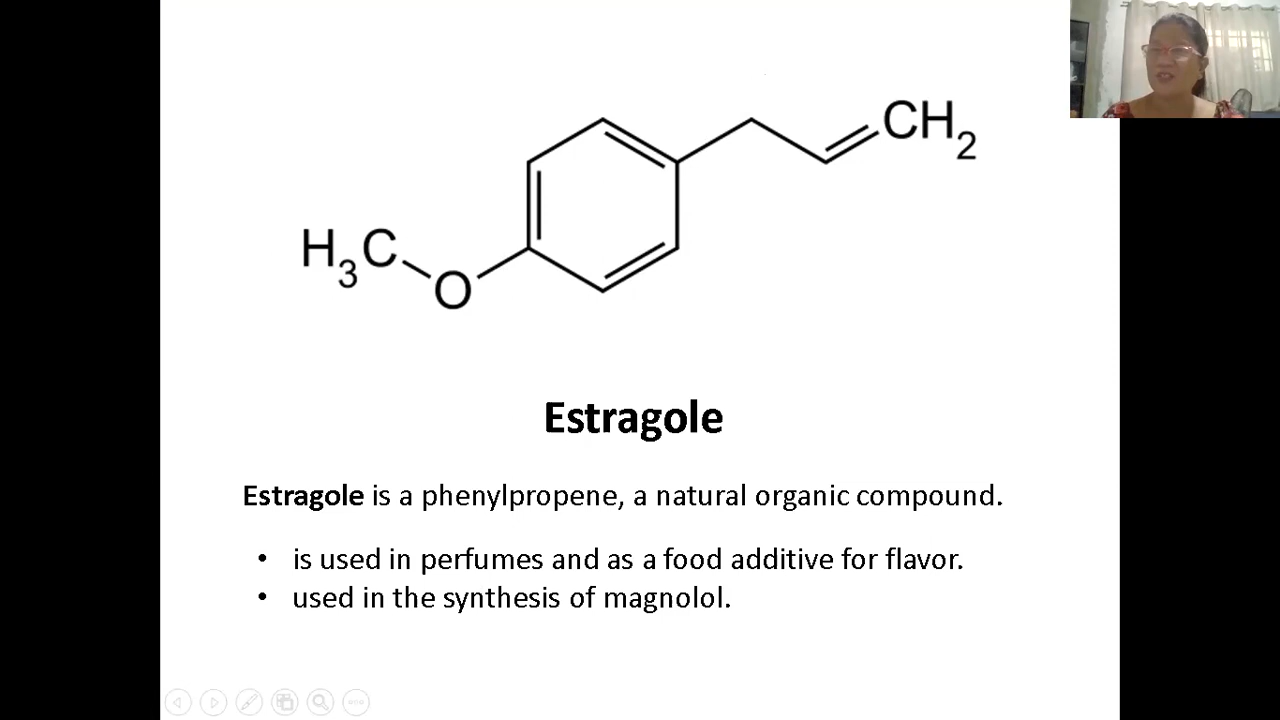 CH2
H3C
O
Estragole
Estragole is a phenylpropene, a natural organic compound.
• is used in perfumes and as a food additive for flavor.
• used in the synthesis of magnolol.